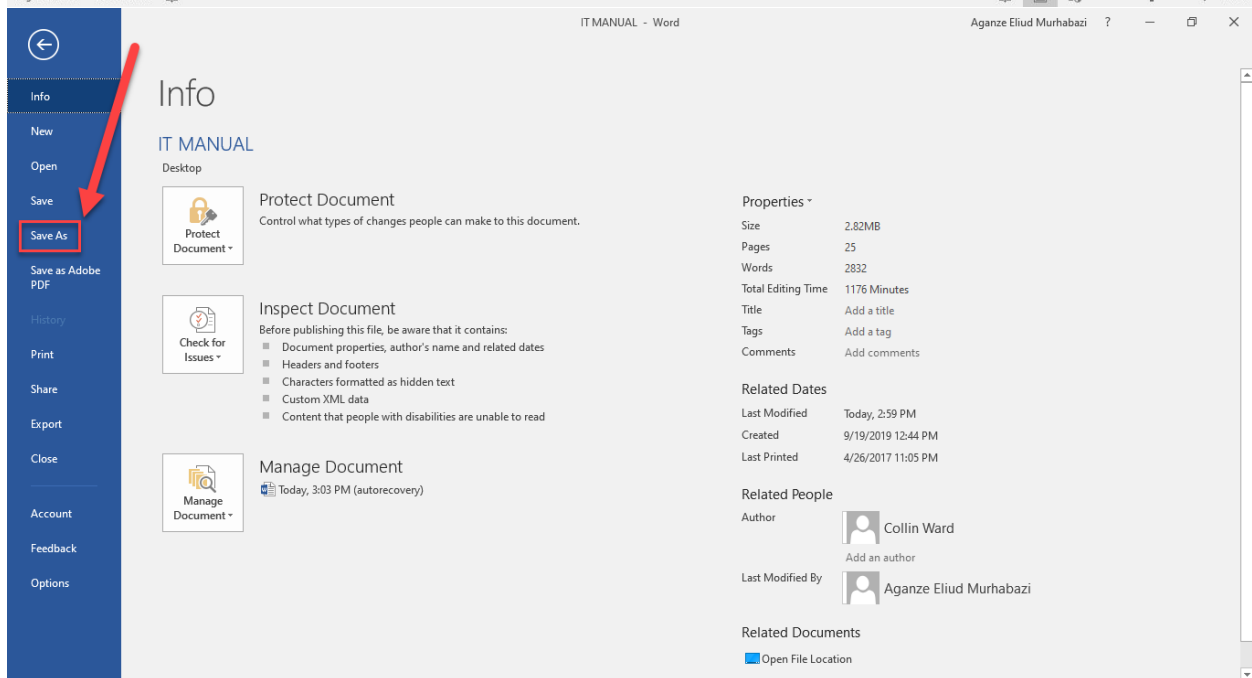 IT MANUAL - Word
Aganze Eliud Murhabazi ?
Info
New
Open
Save
Save As
Save as Adobe
PDF
History
Print
Share
Export
Close
Account
Feedback
Options
Info
IT MANUAL
Desktop
Protect
Document
Protect Document
Control what types of changes people can make to this document.
Check for
Issues
Inspect Document
Before publishing this file, be aware that it contains:
Document properties, author's name and related dates
Headers and footers
Characters formatted as hidden text
Custom XML data
Content that people with disabilities are unable to read
Manage
Document
Manage Document
Today, 3:03 PM (autorecovery)
Properties
Size 2.82MB
Pages 25
Words 2832
Total Editing Time 1176 Minutes
Title Add a title
Tags Add a tag
Comments Add comments
Related Dates
Last Modified Today, 2:59 PM
Created 9/19/2019 12:44 PM
Last Printed 4/26/2017 11:05 PM
Related People
Author Collin Ward
Add an author
Last Modified By Aganze Eliud Murhabazi
Related Documents
Open File Location